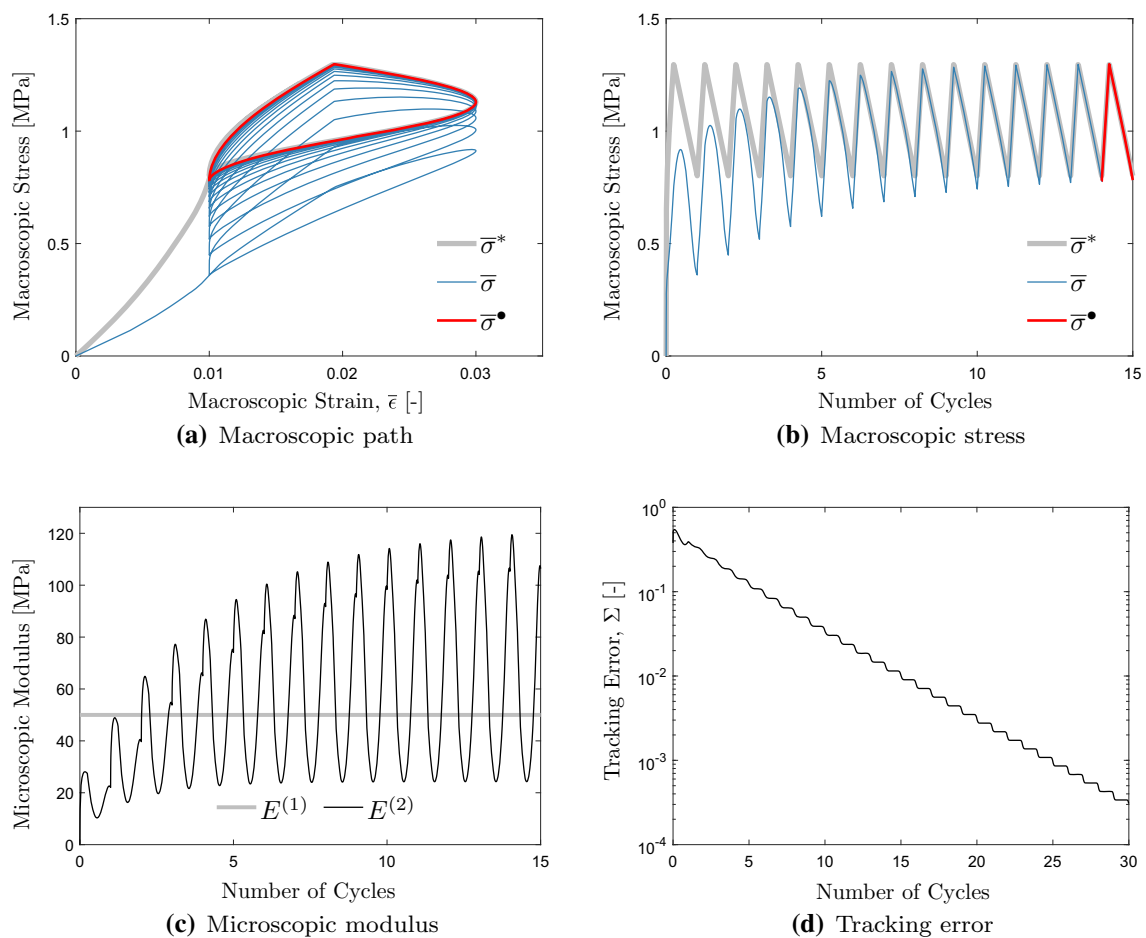 1.5
1
0.5
0
0
0.01
0.02
0.03
Macroscopic Stress [MPa]
σ̅*
σ̅
σ̅•
Macroscopic Strain, ε̅ [-]
(a) Macroscopic path
1.5
1
0.5
0
0
5
10
15
Macroscopic Stress [MPa]
σ̅*
σ̅
σ̅•
Number of Cycles
(b) Macroscopic stress
120
100
80
60
40
20
0
0
5
10
15
Microscopic Modulus [MPa]
E⁽¹⁾ E⁽²⁾
Number of Cycles
(c) Microscopic modulus
10⁰
10⁻¹
10⁻²
10⁻³
10⁻⁴
0
5
10
15
20
25
30
Tracking Error, Σ [-]
Number of Cycles
(d) Tracking error